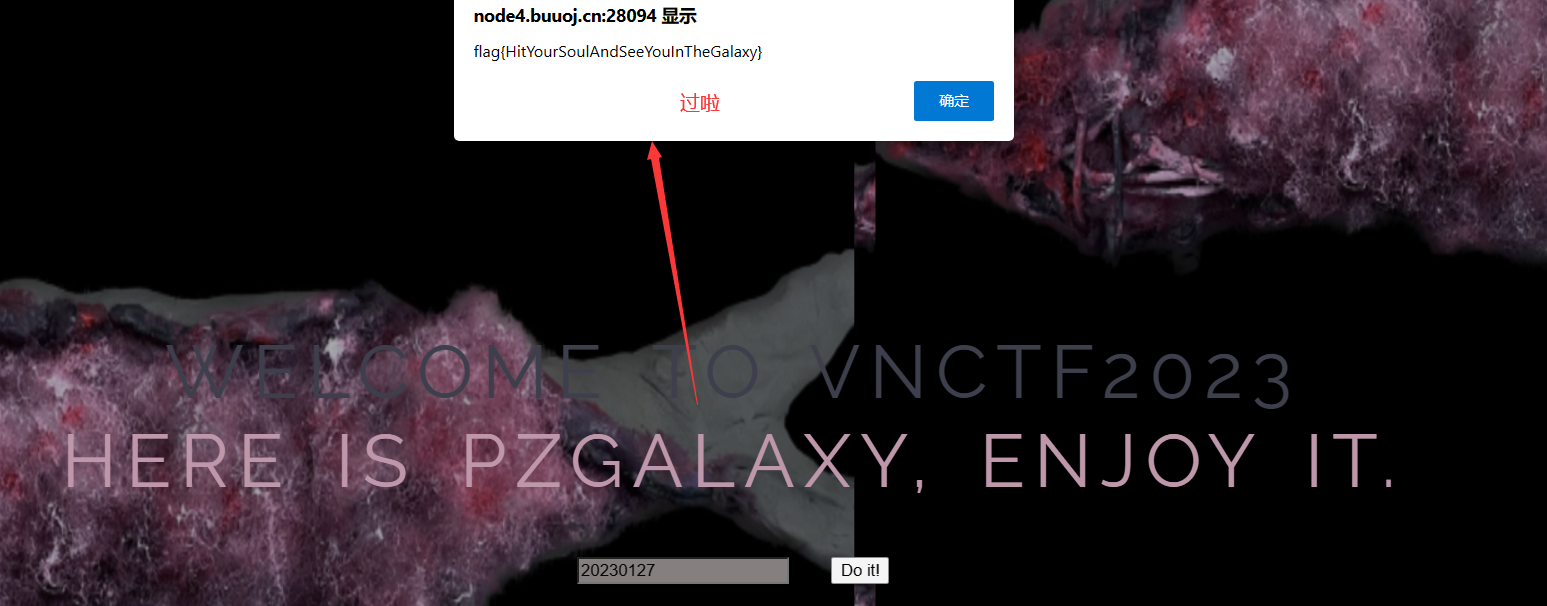 node4.buuoj.cn:28094 显示
flag{HitYourSoulAndSeeYouInTheGalaxy}
过啦
确定
WELCOME TO VNCTF2023
HERE IS PZGALAXY, ENJOY IT.
20230127
Do it!